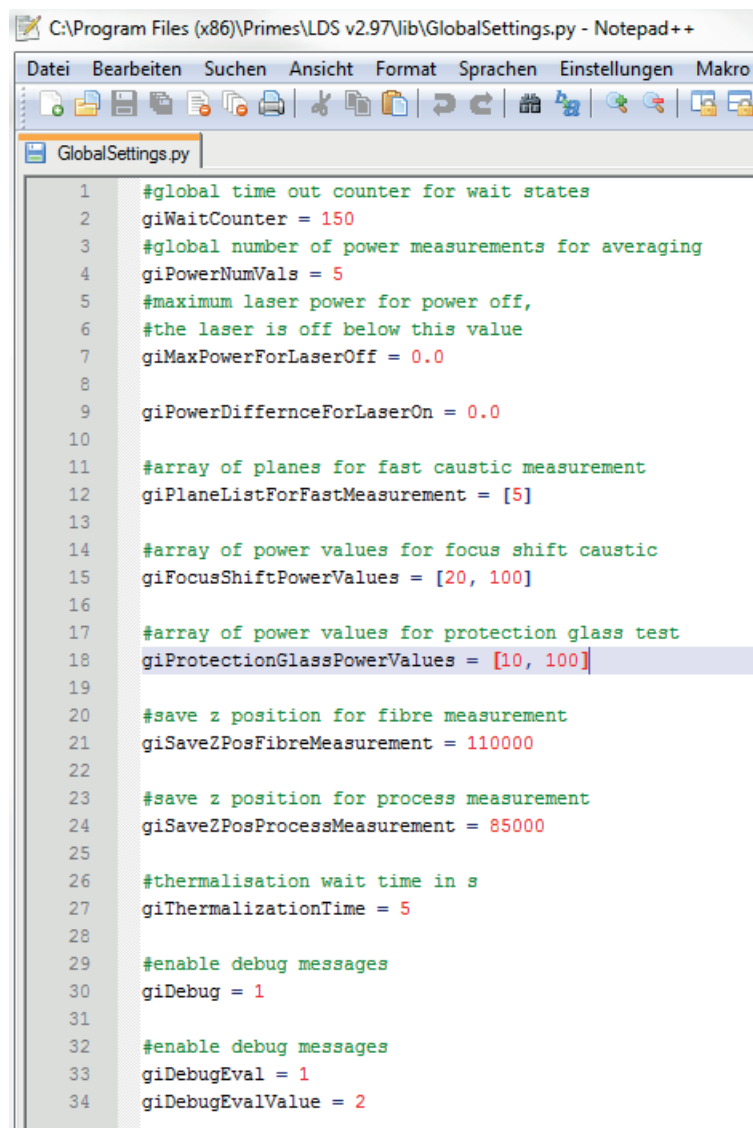 C:\Program Files (x86)\Primes\LDS v2.97\lib\GlobalSettings.py - Notepad++
Datei Bearbeiten Suchen Ansicht Format Sprachen Einstellungen Makro
GlobalSettings.py
1 #global time out counter for wait states
2 giWaitCounter = 150
3 #global number of power measurements for averaging
4 giPowerNumVals = 5
5 #maximum laser power for power off,
6 #the laser is off below this value
7 giMaxPowerForLaserOff = 0.0
8
9 giPowerDiffernceForLaserOn = 0.0
10
11 #array of planes for fast caustic measurement
12 giPlaneListForFastMeasurement = [5]
13
14 #array of power values for focus shift caustic
15 giFocusShiftPowerValues = [20, 100]
16
17 #array of power values for protection glass test
18 giProtectionGlassPowerValues = [10, 100]
19
20 #save z position for fibre measurement
21 giSaveZPosFibreMeasurement = 110000
22
23 #save z position for process measurement
24 giSaveZPosProcessMeasurement = 85000
25
26 #thermalisation wait time in s
27 giThermalizationTime = 5
28
29 #enable debug messages
30 giDebug = 1
31
32 #enable debug messages
33 giDebugEval = 1
34 giDebugEvalValue = 2